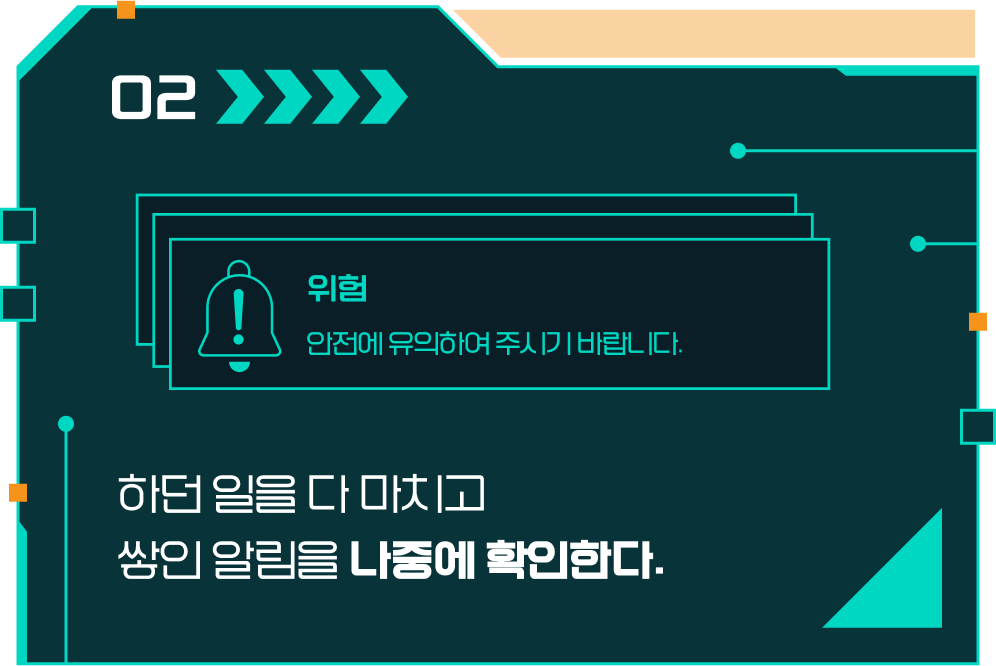 02
위험
안전에 유의하여 주시기 바랍니다.
하던 일을 다 마치고
쌓인 알림을 나중에 확인한다.